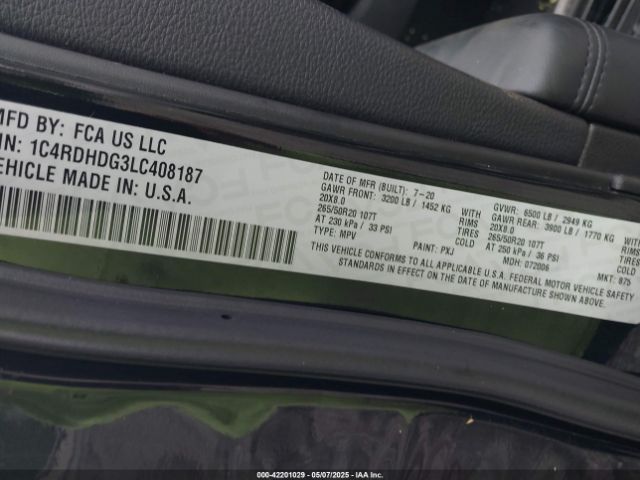 MFD BY: FCA US LLC
IN: 1C4RDHDG3LC408187
VEHICLE MADE IN: U.S.A.
DATE OF MFR (BUILT): 7-20
GAWR FRONT: 3200 LB / 1452 KG WITH
20X8.0 RIMS
265/50R20 107T TIRES
AT 230 kPa / 33 PSI COLD
TYPE: MPV PAINT: PXJ
GVWR: 6500 LB / 2949 KG
GAWR REAR: 3900 LB / 1770 KG WITH
20X8.0 RIMS
265/50R20 107T TIRES
AT 250 kPa / 36 PSI COLD
MDH: 072006 MKT: 875
THIS VEHICLE CONFORMS TO ALL APPLICABLE U.S.A. FEDERAL MOTOR VEHICLE SAFETY
STANDARDS IN EFFECT ON THE DATE OF MANUFACTURE SHOWN ABOVE.
000-42201029 - 05/07/2025 - IAA Inc.